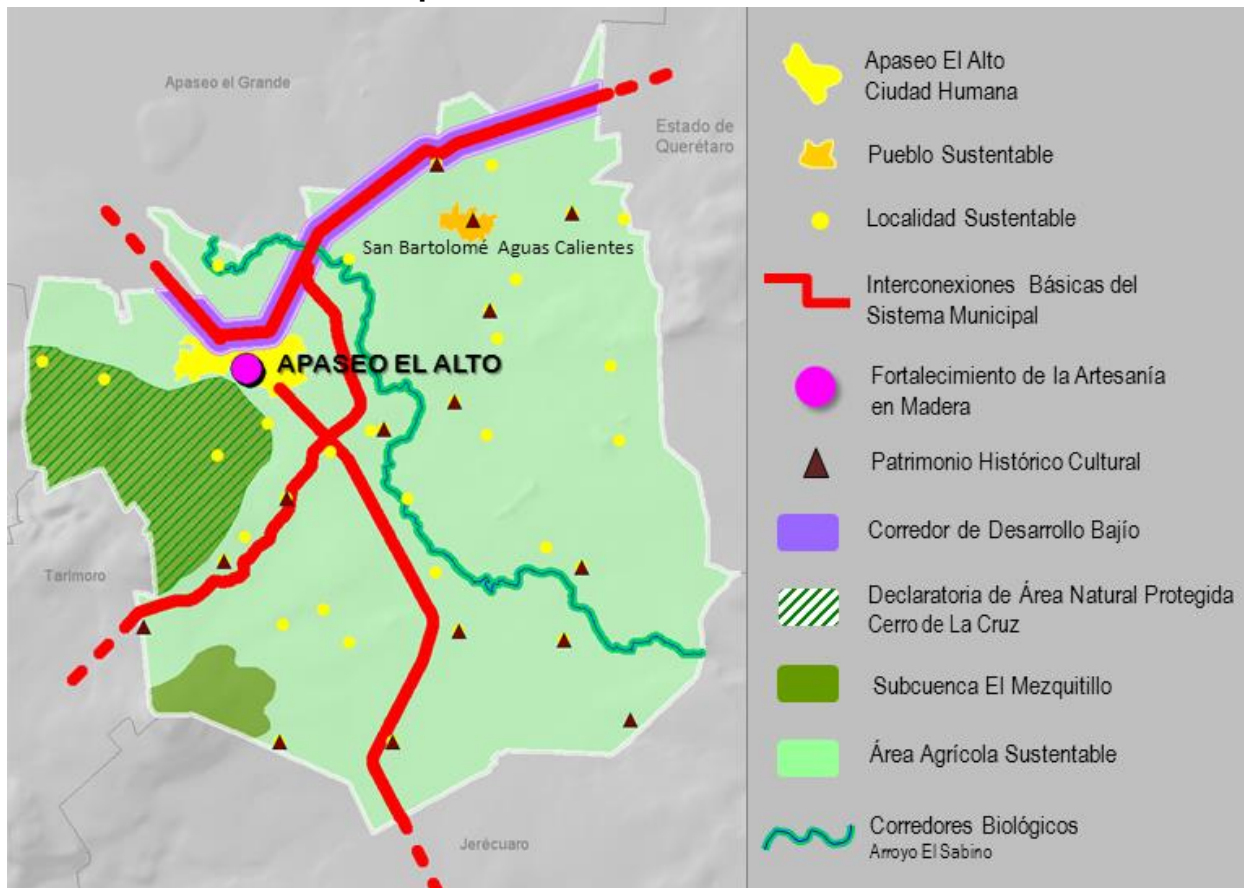 Apaseo el Grande
Estado de
Querétaro
San Bartolomé Aguas Calientes
APASEO EL ALTO
Tarimoro
Jerécuaro
Apaseo El Alto
Ciudad Humana
Pueblo Sustentable
Localidad Sustentable
Interconexiones Básicas del
Sistema Municipal
Fortalecimiento de la Artesanía
en Madera
Patrimonio Histórico Cultural
Corredor de Desarrollo Bajío
Declaratoria de Área Natural Protegida
Cerro de La Cruz
Subcuenca El Mezquitillo
Área Agrícola Sustentable
Corredores Biológicos
Arroyo El Sabino